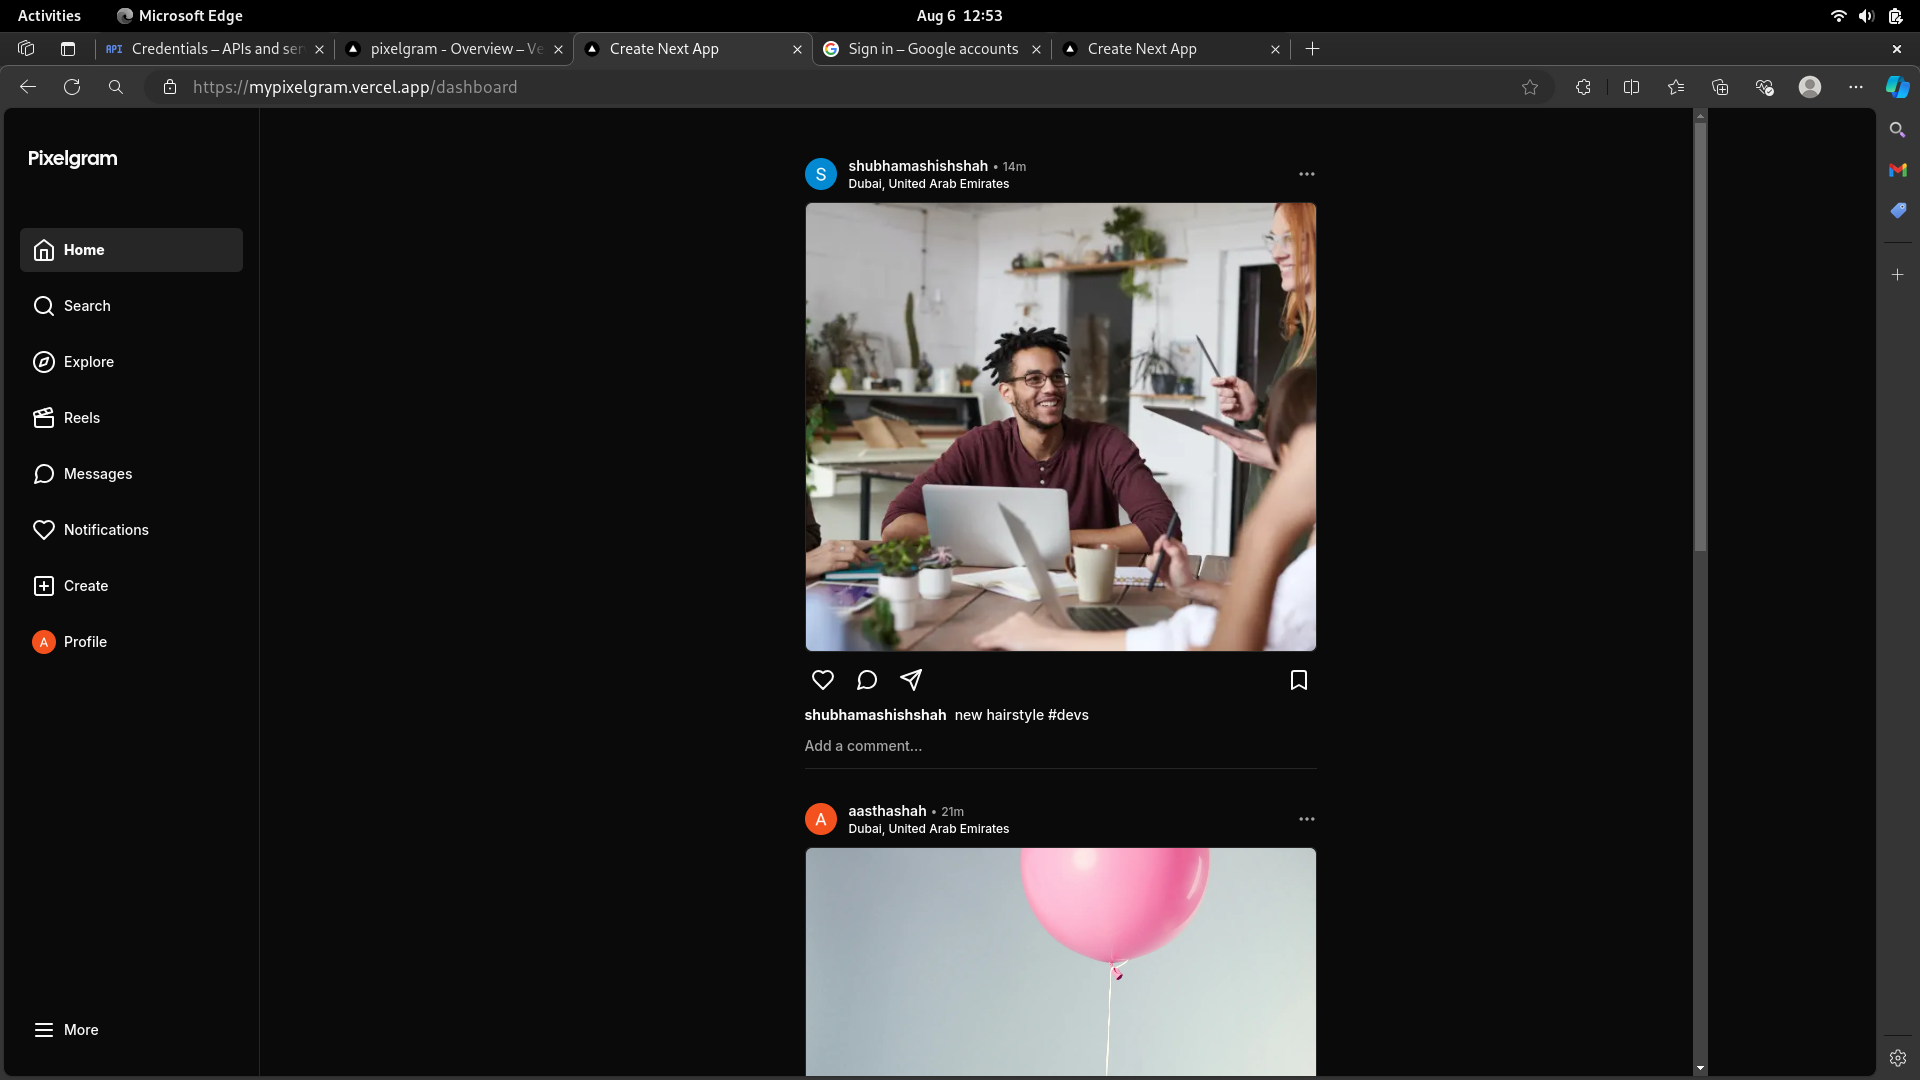 Activities
Microsoft Edge
Aug 6 12:53
API
Credentials – APIs and ser
pixelgram - Overview – Ve
Create Next App
Sign in – Google accounts
Create Next App
https://mypixelgram.vercel.app/dashboard
Pixelgram
Home
Search
Explore
Reels
Messages
Notifications
Create
A
Profile
More
S
shubhamashishshah • 14m
Dubai, United Arab Emirates
shubhamashishshah new hairstyle #devs
Add a comment...
A
aasthashah • 21m
Dubai, United Arab Emirates